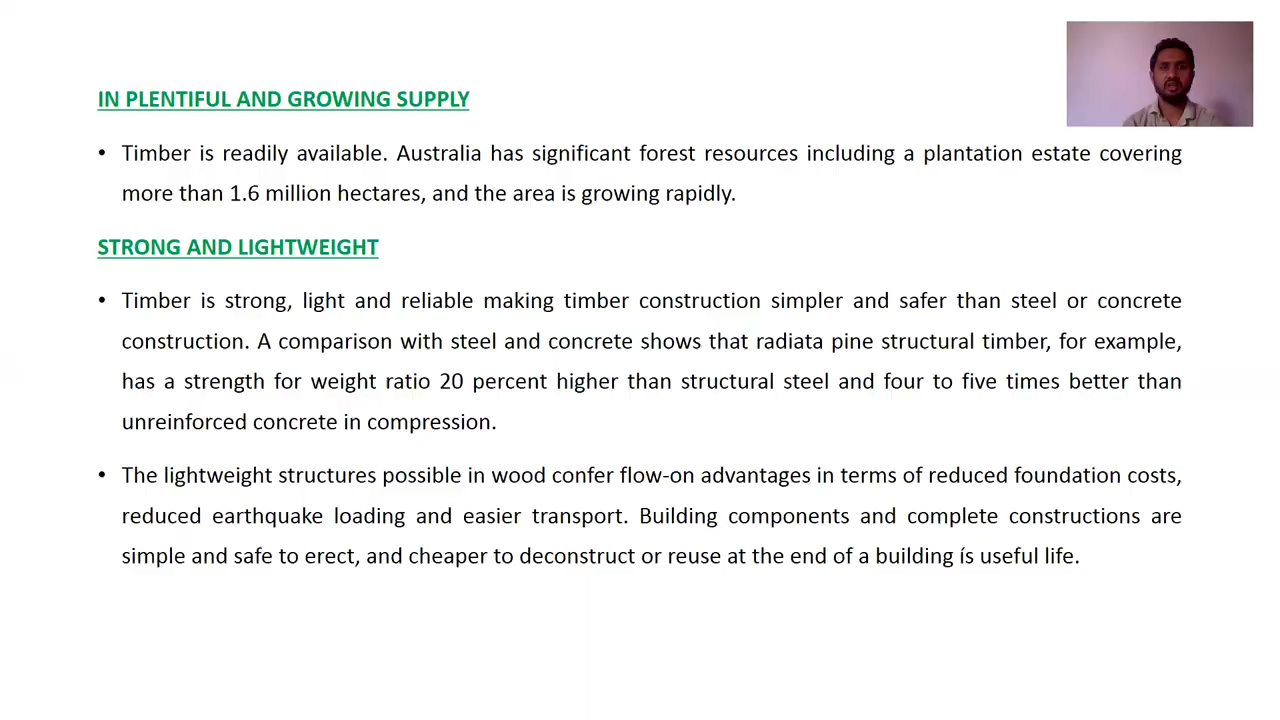 IN PLENTIFUL AND GROWING SUPPLY
• Timber is readily available. Australia has significant forest resources including a plantation estate covering
more than 1.6 million hectares, and the area is growing rapidly.
STRONG AND LIGHTWEIGHT
• Timber is strong, light and reliable making timber construction simpler and safer than steel or concrete
construction. A comparison with steel and concrete shows that radiata pine structural timber, for example,
has a strength for weight ratio 20 percent higher than structural steel and four to five times better than
unreinforced concrete in compression.
• The lightweight structures possible in wood confer flow-on advantages in terms of reduced foundation costs,
reduced earthquake loading and easier transport. Building components and complete constructions are
simple and safe to erect, and cheaper to deconstruct or reuse at the end of a building ís useful life.